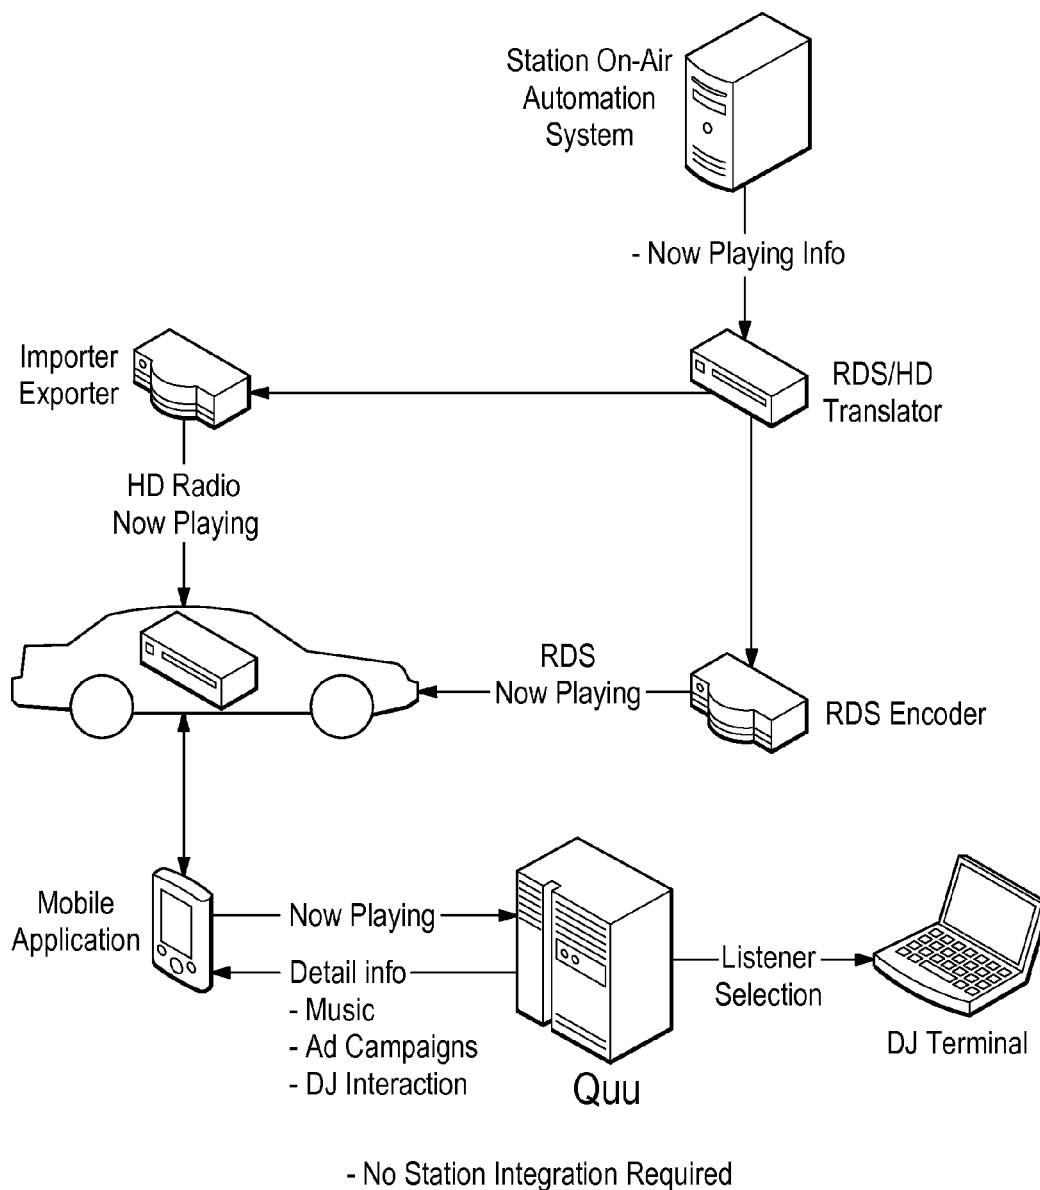 Station On-Air
Automation
System
- Now Playing Info
Importer
Exporter
RDS/HD
Translator
HD Radio
Now Playing
RDS
Now Playing
RDS Encoder
Mobile
Application
Now Playing
Detail info
- Music
- Ad Campaigns
- DJ Interaction
Quu
Listener
Selection
DJ Terminal
- No Station Integration Required